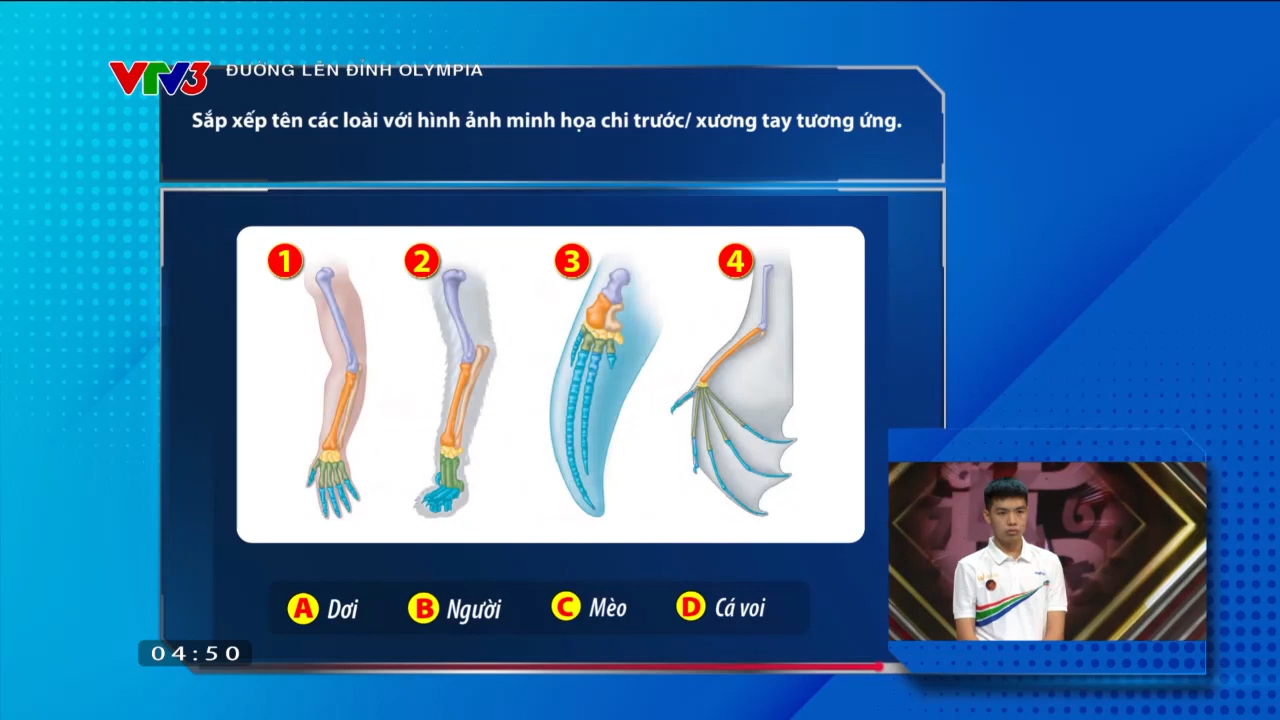 VTV3
ĐƯỜNG LÊN ĐỈNH OLYMPIA
Sắp xếp tên các loài với hình ảnh minh họa chi trước/ xương tay tương ứng.
1 2 3 4
A Dơi B Người C Mèo D Cá voi
04:50